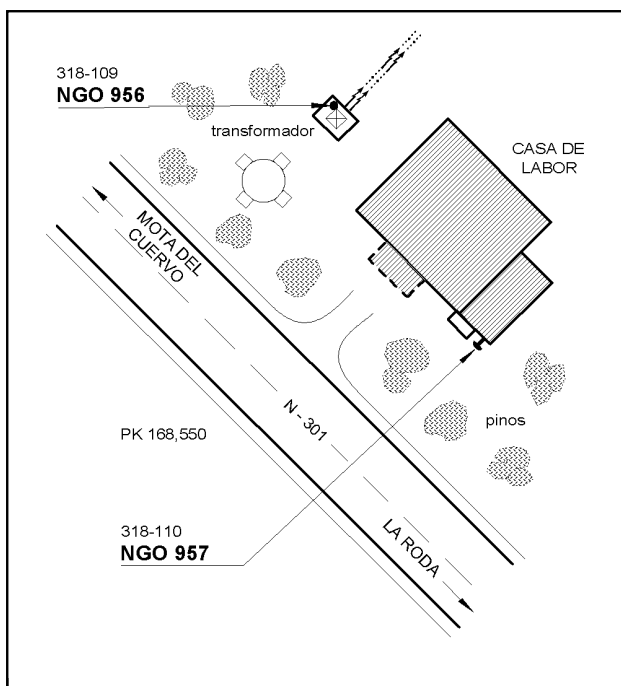 318-109
NGO 956
transformador
CASA DE
LABOR
MOTA DEL
CUERVO
N - 301
PK 168,550
pinos
318-110
NGO 957
LA RODA